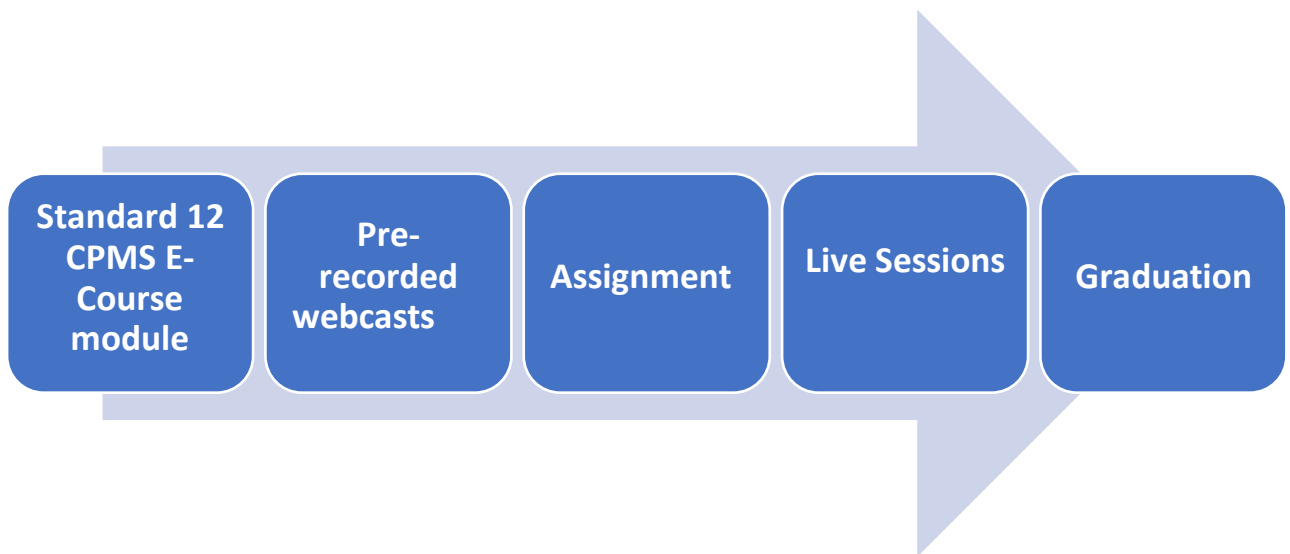 Standard 12
CPMS E-
Course
module
Pre-
recorded
webcasts
Assignment
Live Sessions
Graduation